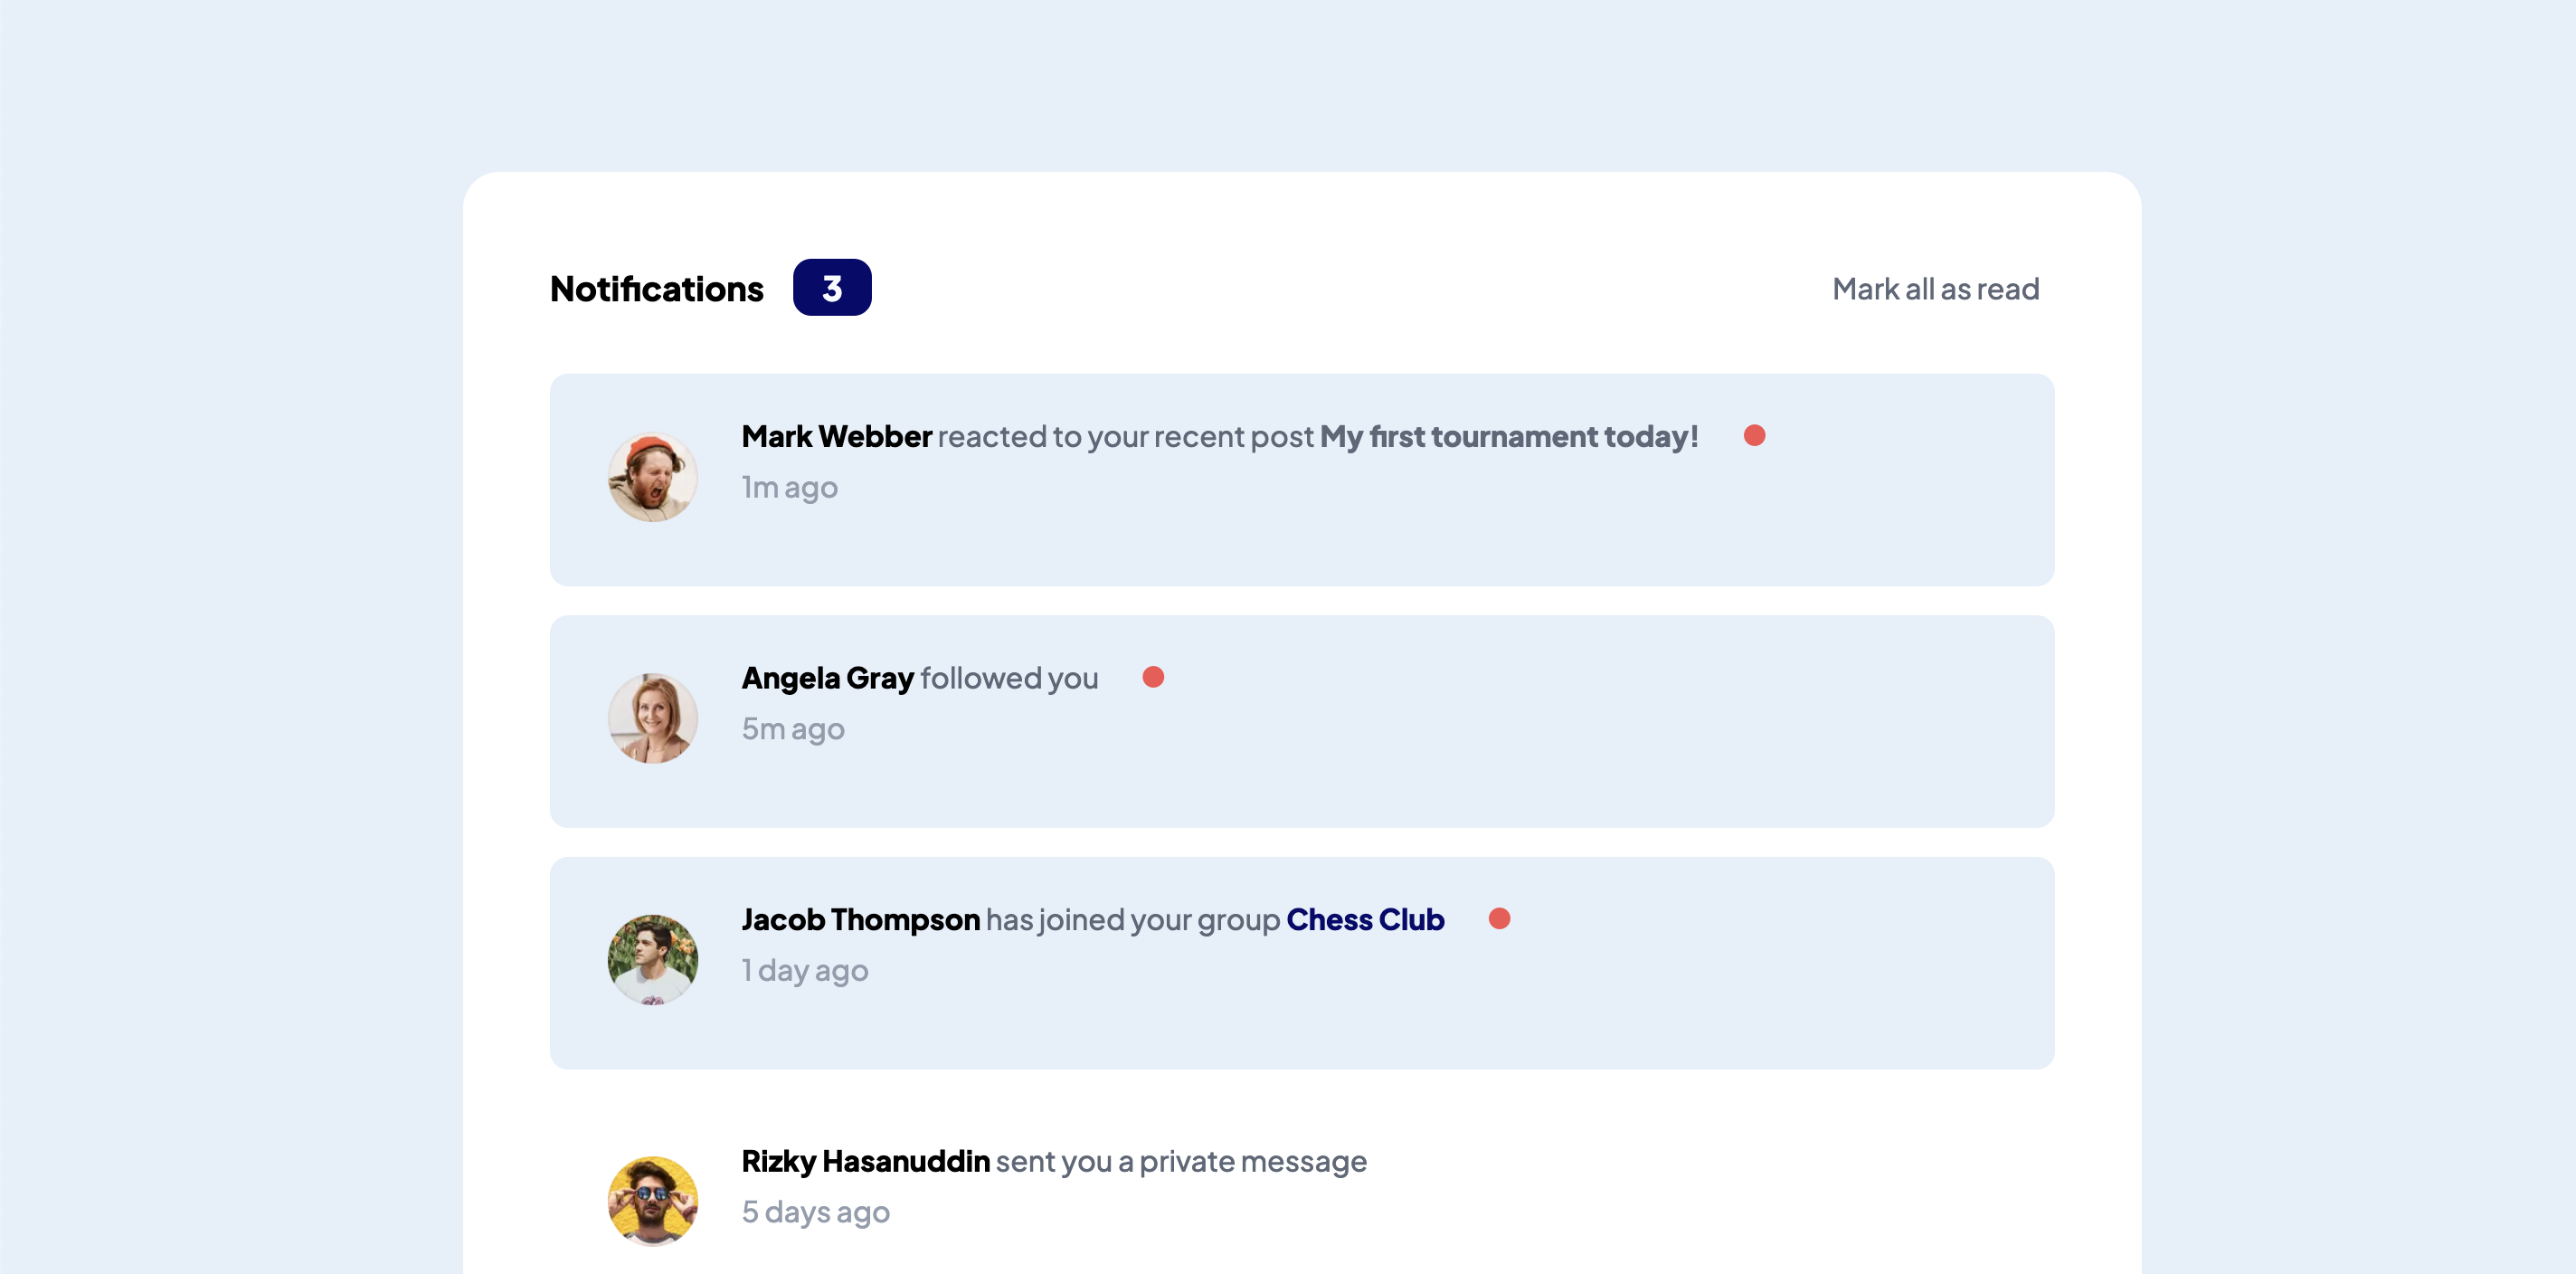 Notifications 3 Mark all as read
Mark Webber reacted to your recent post My first tournament today!
1m ago
Angela Gray followed you
5m ago
Jacob Thompson has joined your group Chess Club
1 day ago
Rizky Hasanuddin sent you a private message
5 days ago